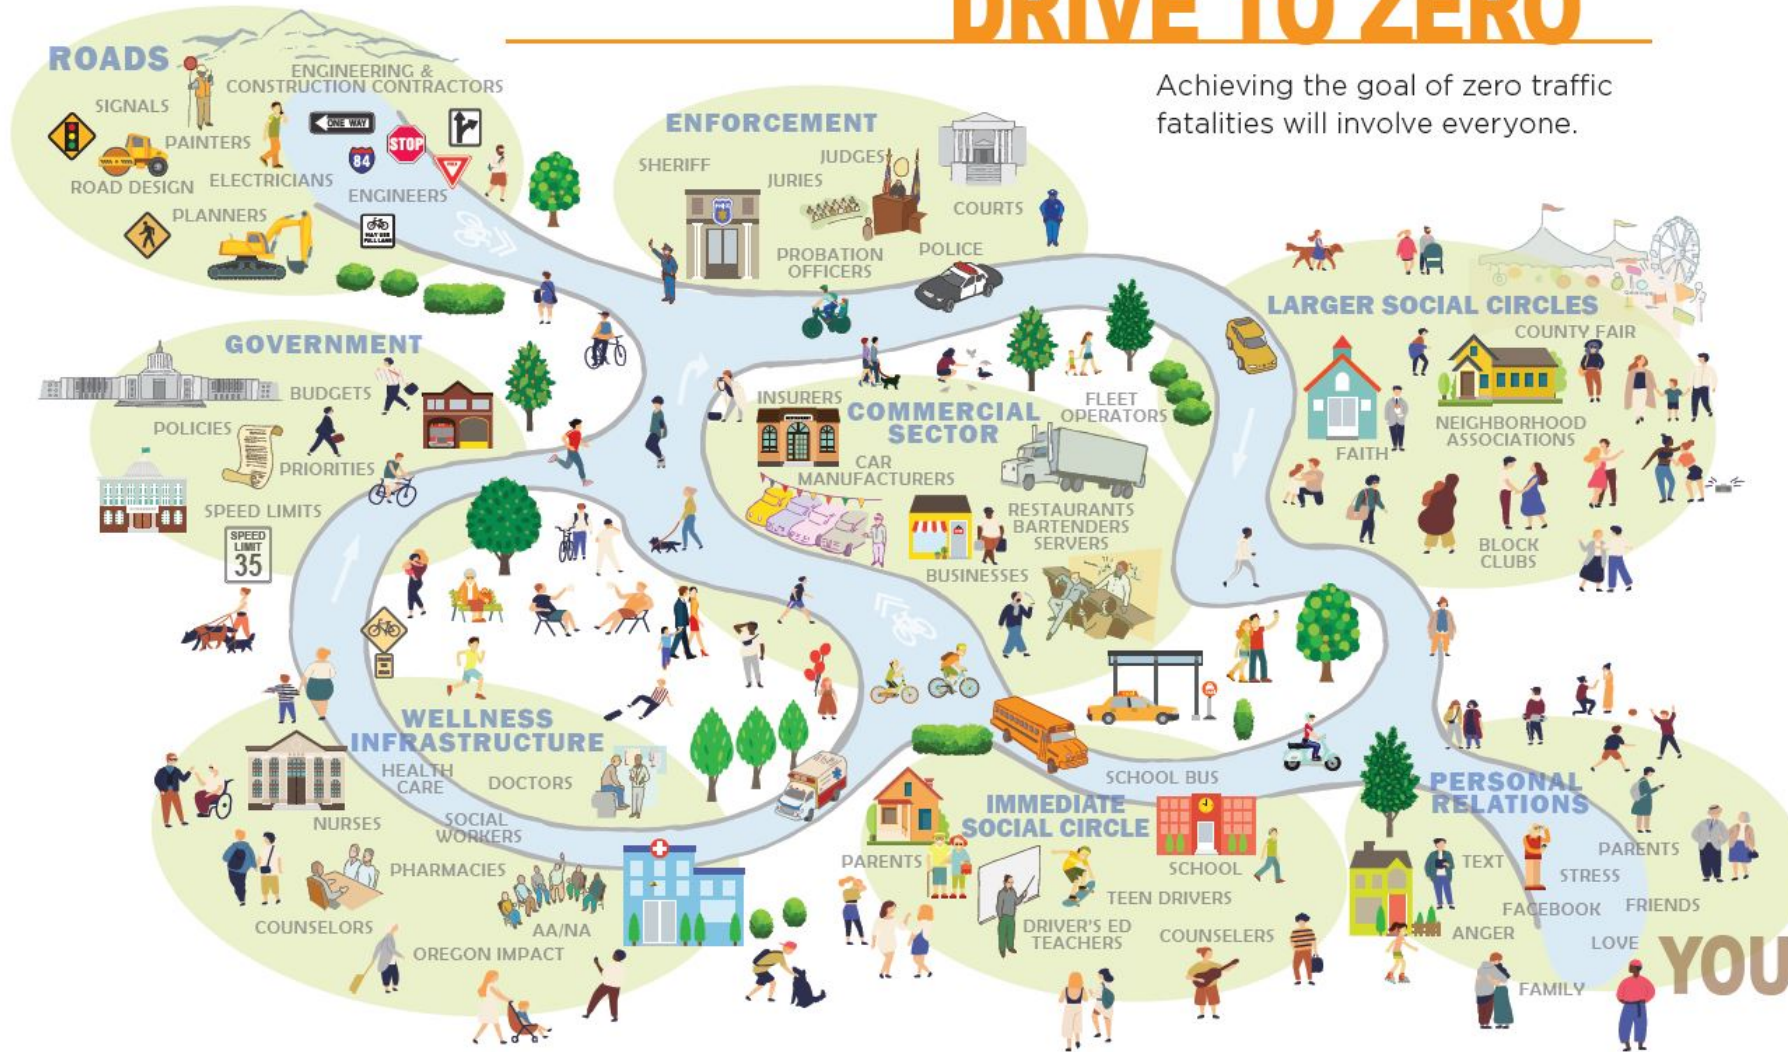 DRIVE TO ZERO
Achieving the goal of zero traffic
fatalities will involve everyone.
ROADS
ENGINEERING &
CONSTRUCTION CONTRACTORS
SIGNALS
PAINTERS
ONE WAY
STOP
84
ROAD DESIGN
ELECTRICIANS
ENGINEERS
PLANNERS
MAY USE
FULL LANE
ENFORCEMENT
SHERIFF
JUDGES
JURIES
COURTS
PROBATION
OFFICERS
POLICE
LARGER SOCIAL CIRCLES
COUNTY FAIR
NEIGHBORHOOD
ASSOCIATIONS
FAITH
BLOCK
CLUBS
GOVERNMENT
BUDGETS
POLICIES
PRIORITIES
SPEED LIMITS
SPEED
LIMIT
35
INSURERS
COMMERCIAL
SECTOR
FLEET
OPERATORS
CAR
MANUFACTURERS
RESTAURANTS
BARTENDERS
SERVERS
BUSINESSES
WELLNESS
INFRASTRUCTURE
HEALTH
CARE
DOCTORS
NURSES
SOCIAL
WORKERS
PHARMACIES
COUNSELORS
AA/NA
OREGON IMPACT
SCHOOL BUS
IMMEDIATE
SOCIAL CIRCLE
PARENTS
SCHOOL
TEEN DRIVERS
DRIVER'S ED
TEACHERS
COUNSELERS
PERSONAL
RELATIONS
TEXT
PARENTS
STRESS
FACEBOOK
FRIENDS
ANGER
LOVE
FAMILY
YOU